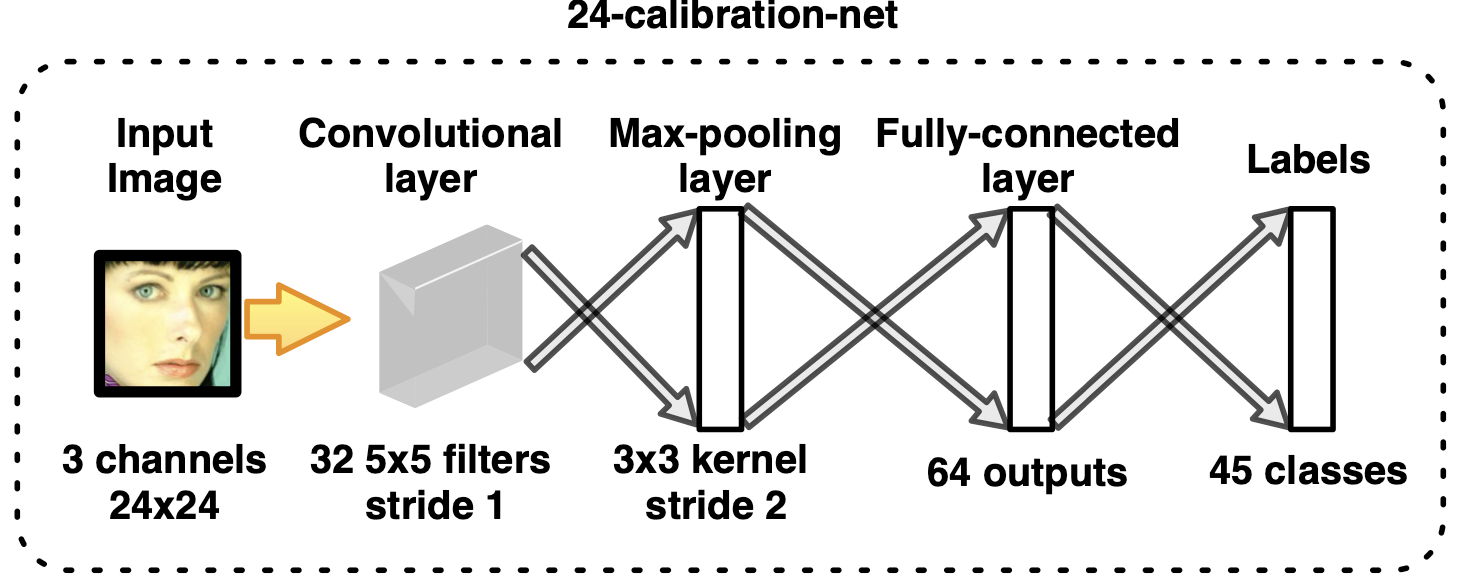 24-calibration-net
Input
Image
Convolutional
layer
Max-pooling
layer
Fully-connected
layer
Labels
3 channels
24x24
32 5x5 filters
stride 1
3x3 kernel
stride 2
64 outputs
45 classes